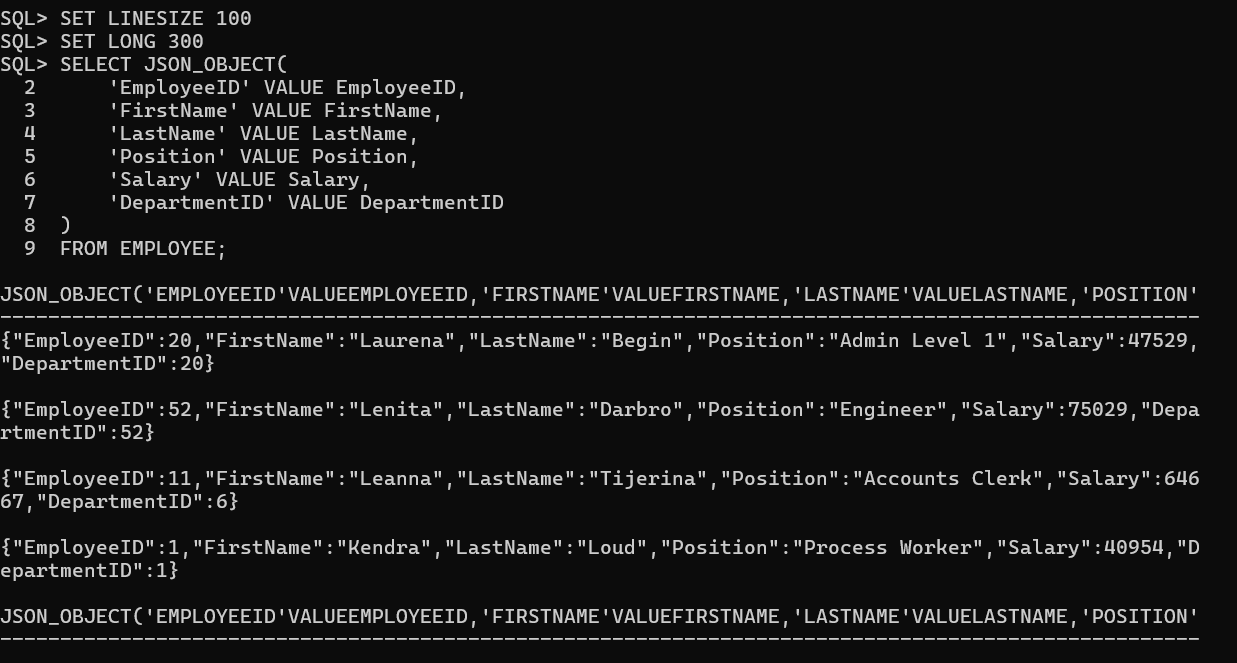 SQL> SET LINESIZE 100
SQL> SET LONG 300
SQL> SELECT JSON_OBJECT(
  2      'EmployeeID' VALUE EmployeeID,
  3      'FirstName' VALUE FirstName,
  4      'LastName' VALUE LastName,
  5      'Position' VALUE Position,
  6      'Salary' VALUE Salary,
  7      'DepartmentID' VALUE DepartmentID
  8  )
  9  FROM EMPLOYEE;

JSON_OBJECT('EMPLOYEEID'VALUEEMPLOYEEID,'FIRSTNAME'VALUEFIRSTNAME,'LASTNAME'VALUELASTNAME,'POSITION'
----------------------------------------------------------------------------------------------------
{"EmployeeID":20,"FirstName":"Laurena","LastName":"Begin","Position":"Admin Level 1","Salary":47529,
"DepartmentID":20}

{"EmployeeID":52,"FirstName":"Lenita","LastName":"Darbro","Position":"Engineer","Salary":75029,"Depa
rtmentID":52}

{"EmployeeID":11,"FirstName":"Leanna","LastName":"Tijerina","Position":"Accounts Clerk","Salary":646
67,"DepartmentID":6}

{"EmployeeID":1,"FirstName":"Kendra","LastName":"Loud","Position":"Process Worker","Salary":40954,"D
epartmentID":1}

JSON_OBJECT('EMPLOYEEID'VALUEEMPLOYEEID,'FIRSTNAME'VALUEFIRSTNAME,'LASTNAME'VALUELASTNAME,'POSITION'
----------------------------------------------------------------------------------------------------